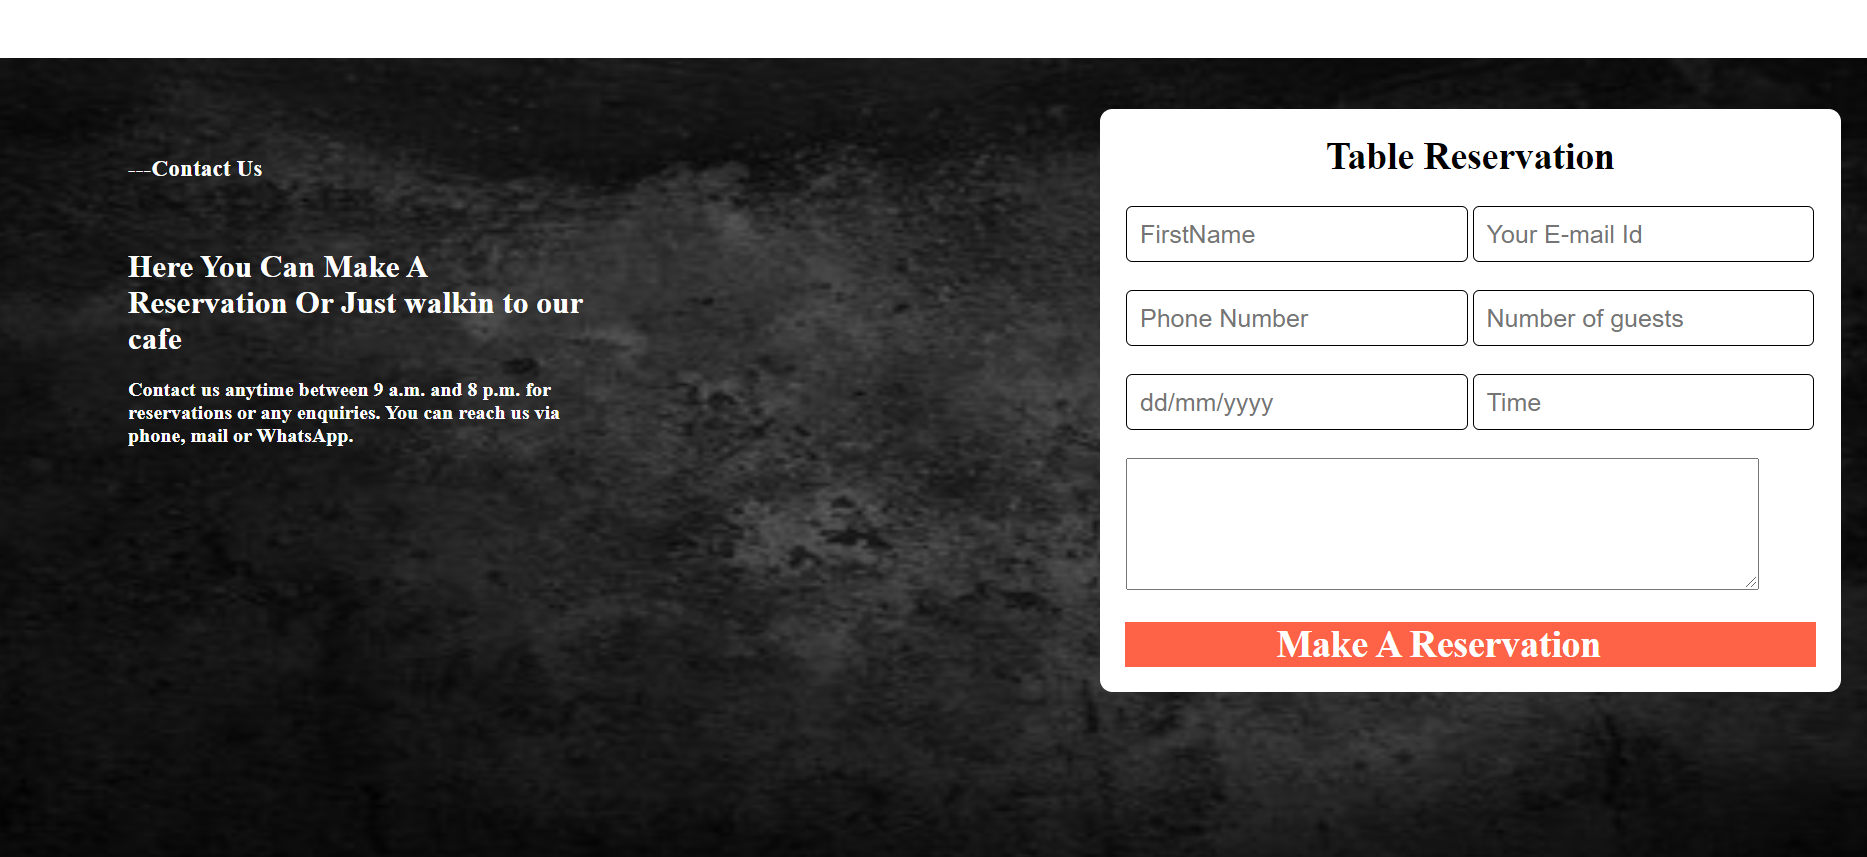 ---Contact Us
Here You Can Make A
Reservation Or Just walkin to our
cafe
Contact us anytime between 9 a.m. and 8 p.m. for
reservations or any enquiries. You can reach us via
phone, mail or WhatsApp.
Table Reservation
FirstName
Your E-mail Id
Phone Number
Number of guests
dd/mm/yyyy
Time
Make A Reservation